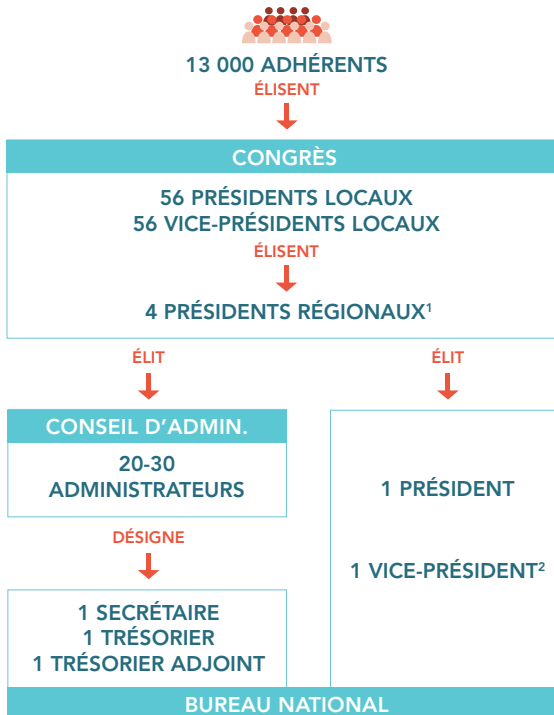 13 000 ADHÉRENTS
ÉLISENT
CONGRÈS
56 PRÉSIDENTS LOCAUX
56 VICE-PRÉSIDENTS LOCAUX
ÉLISENT
4 PRÉSIDENTS RÉGIONAUX¹
ÉLIT
ÉLIT
CONSEIL D'ADMIN.
20-30
ADMINISTRATEURS
DÉSIGNE
1 SECRÉTAIRE
1 TRÉSORIER
1 TRÉSORIER ADJOINT
1 PRÉSIDENT
1 VICE-PRÉSIDENT²
BUREAU NATIONAL